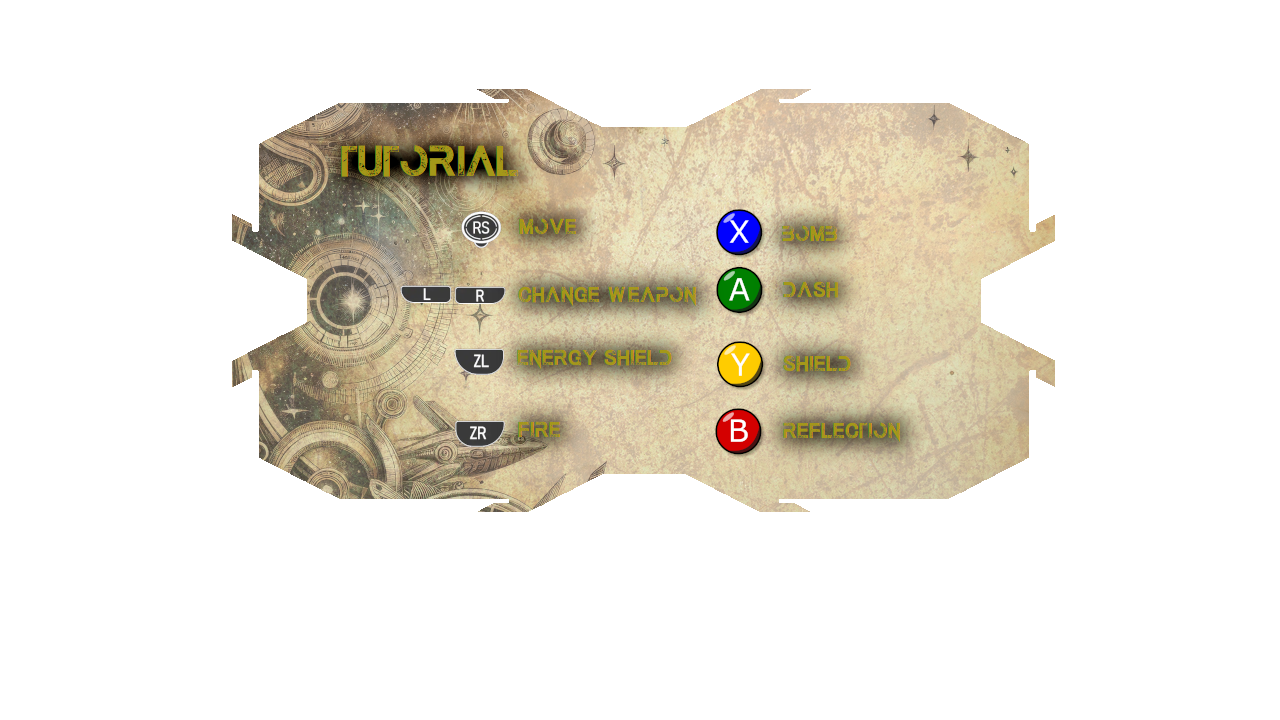 TUTORIAL
RS MOVE
L R CHANGE WEAPON
ZL ENERGY SHIELD
ZR FIRE
X BOMB
A DASH
Y SHIELD
B REFLECTION